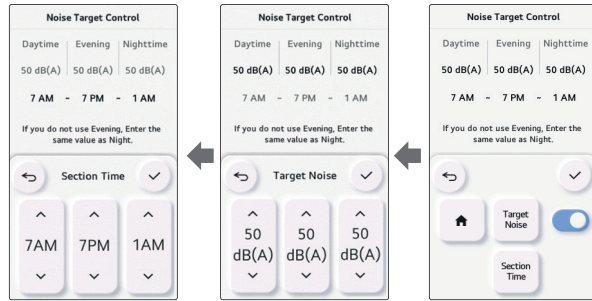 Noise Target Control
Daytime Evening Nighttime
50 dB(A) 50 dB(A) 50 dB(A)
7 AM ~ 7 PM ~ 1 AM
If you do not use Evening, Enter the
same value as Night.
Section Time
7AM 7PM 1AM
Noise Target Control
Daytime Evening Nighttime
50 dB(A) 50 dB(A) 50 dB(A)
7 AM ~ 7 PM ~ 1 AM
If you do not use Evening, Enter the
same value as Night.
Target Noise
50 50 50
dB(A) dB(A) dB(A)
Noise Target Control
Daytime Evening Nighttime
50 dB(A) 50 dB(A) 50 dB(A)
7 AM ~ 7 PM ~ 1 AM
If you do not use Evening, Enter the
same value as Night.
Target
Noise
Section
Time